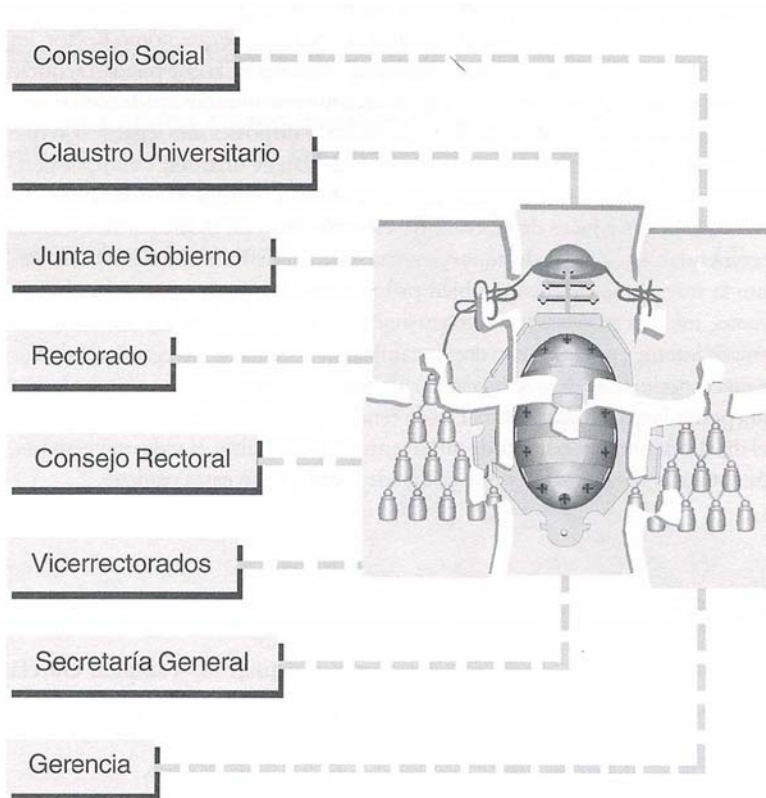 Consejo Social
Claustro Universitario
Junta de Gobierno
Rectorado
Consejo Rectoral
Vicerrectorados
Secretaría General
Gerencia